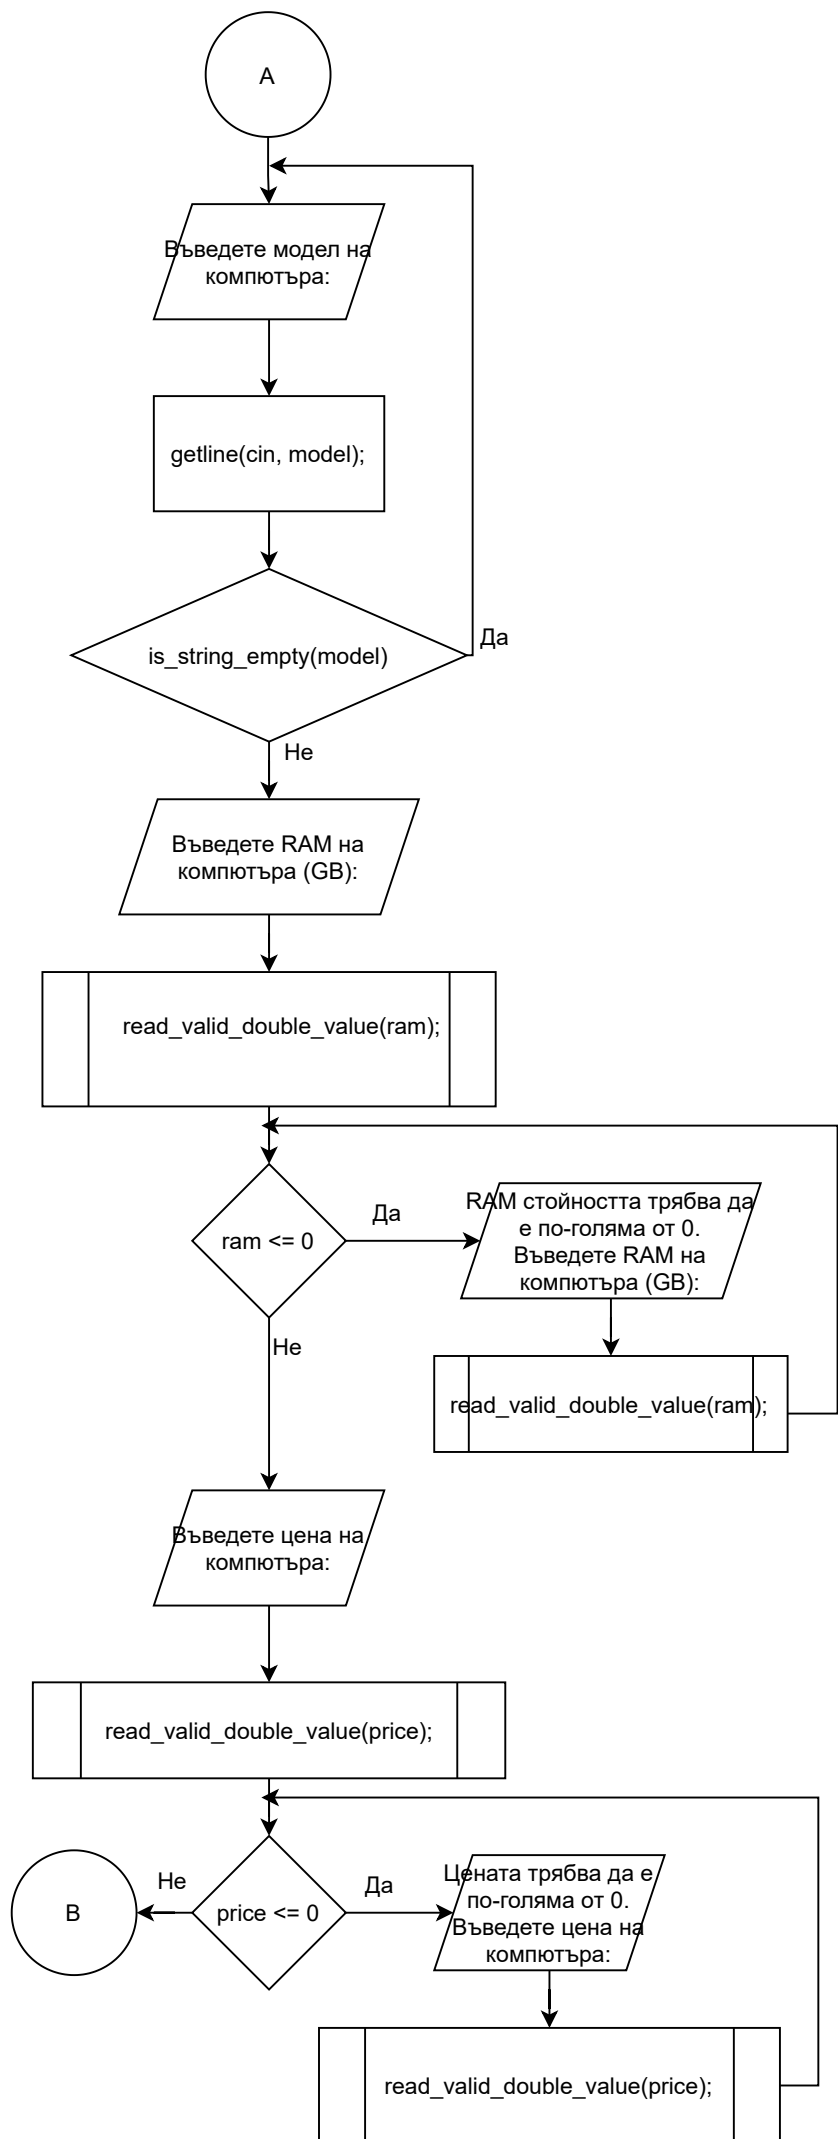 A
Въведете модел на
компютъра:
getline(cin, model);
is_string_empty(model)
Да
Не
Въведете RAM на
компютъра (GB):
read_valid_double_value(ram);
ram <= 0
Да
RAM стойността трябва да
е по-голяма от 0.
Въведете RAM на
компютъра (GB):
Не
read_valid_double_value(ram);
Въведете цена на
компютъра:
read_valid_double_value(price);
B
Не
price <= 0
Да
Цената трябва да е
по-голяма от 0.
Въведете цена на
компютъра:
read_valid_double_value(price);